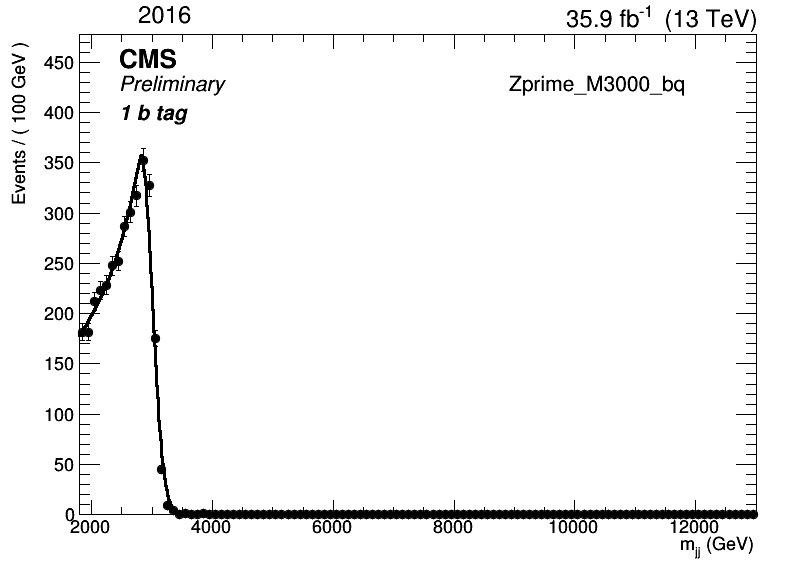 2016
35.9 fb⁻¹ (13 TeV)
CMS
Preliminary
1 b tag
Zprime_M3000_bq
Events / ( 100 GeV )
450
400
350
300
250
200
150
100
50
0
2000 4000 6000 8000 10000 12000
m_jj (GeV)